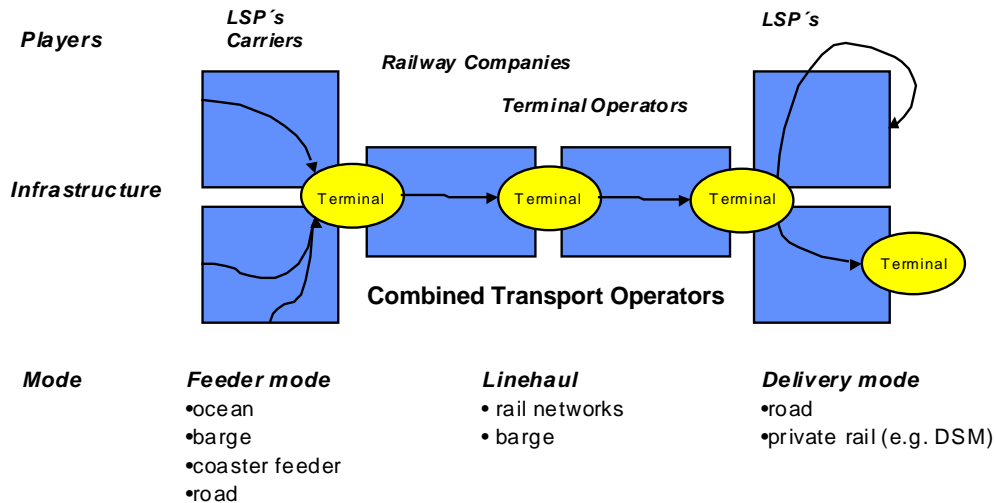 Players
LSP´s
Carriers
LSP´s
Railway Companies
Terminal Operators
Infrastructure
Terminal
Terminal
Terminal
Terminal
Combined Transport Operators
Mode
Feeder mode
•ocean
•barge
•coaster feeder
•road
Linehaul
• rail networks
• barge
Delivery mode
•road
•private rail (e.g. DSM)